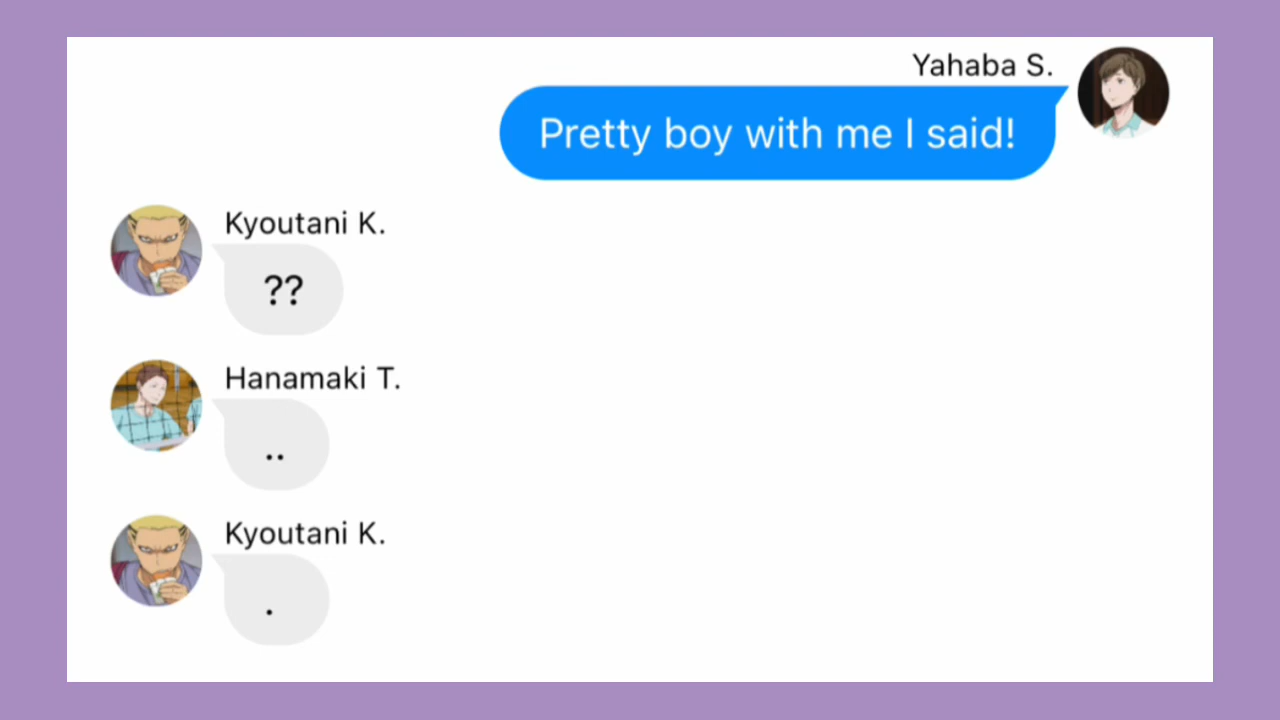 Yahaba S.
Pretty boy with me I said!
Kyoutani K.
??
Hanamaki T.
..
Kyoutani K.
.